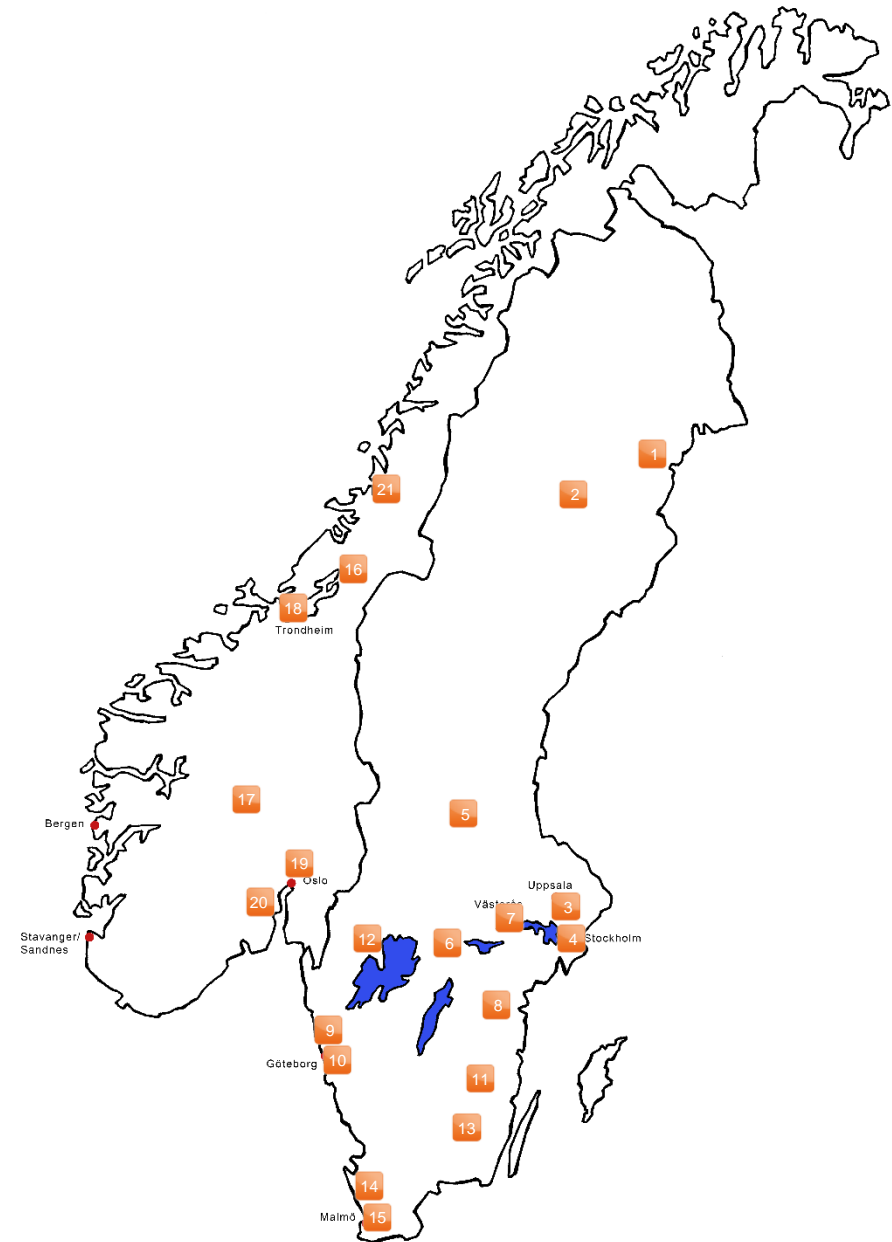 1
2
21
16
18
Trondheim
17
5
Bergen
19
Oslo
Uppsala
20
3
Västerås
7
Stavanger/
Sandnes
12
6
4
Stockholm
8
9
Göteborg
10
11
13
14
Malmö
15